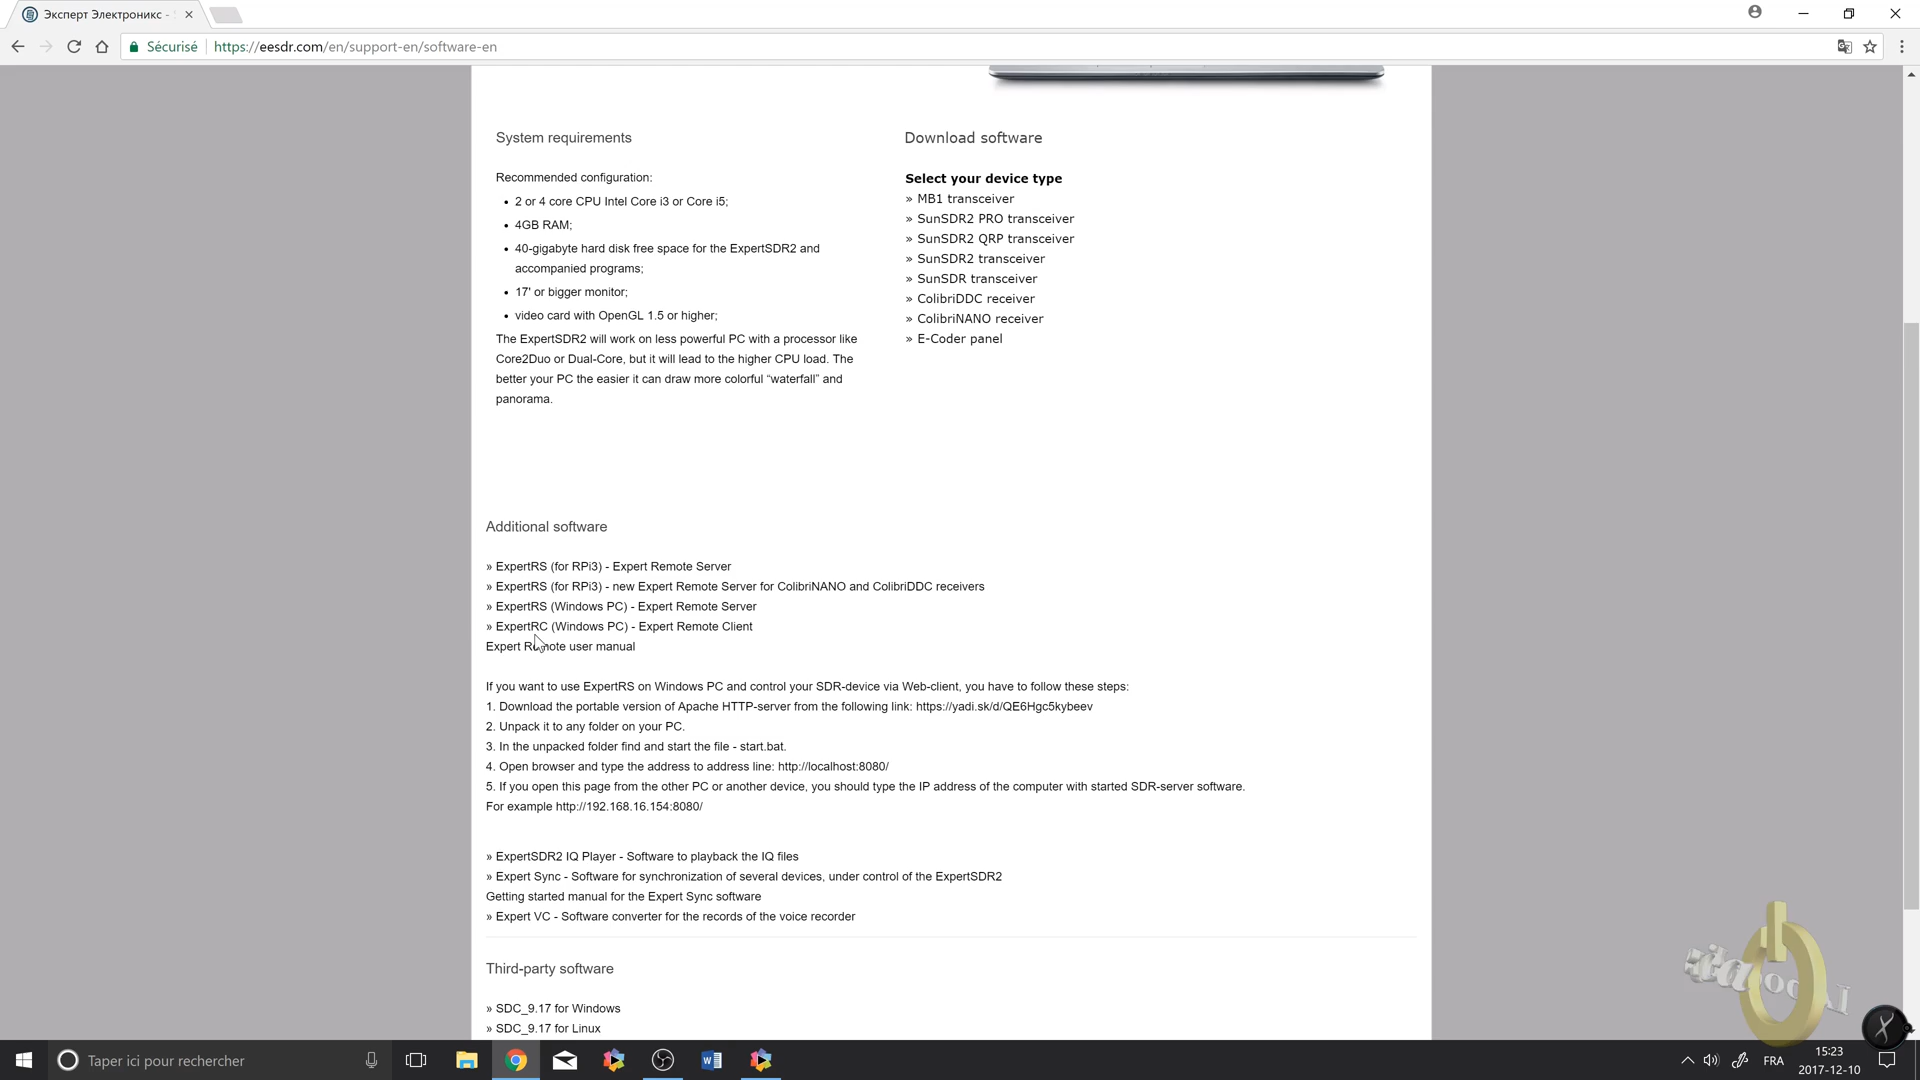 Эксперт Электроникс -
Sécurisé
https://eesdr.com/en/support-en/software-en
System requirements
Recommended configuration:
• 2 or 4 core CPU Intel Core i3 or Core i5;
• 4GB RAM;
• 40-gigabyte hard disk free space for the ExpertSDR2 and
accompanied programs;
• 17' or bigger monitor;
• video card with OpenGL 1.5 or higher;
The ExpertSDR2 will work on less powerful PC with a processor like
Core2Duo or Dual-Core, but it will lead to the higher CPU load. The
better your PC the easier it can draw more colorful “waterfall” and
panorama.
Download software
Select your device type
» MB1 transceiver
» SunSDR2 PRO transceiver
» SunSDR2 QRP transceiver
» SunSDR2 transceiver
» SunSDR transceiver
» ColibriDDC receiver
» ColibriNANO receiver
» E-Coder panel
Additional software
» ExpertRS (for RPi3) - Expert Remote Server
» ExpertRS (for RPi3) - new Expert Remote Server for ColibriNANO and ColibriDDC receivers
» ExpertRS (Windows PC) - Expert Remote Server
» ExpertRC (Windows PC) - Expert Remote Client
Expert Remote user manual
If you want to use ExpertRS on Windows PC and control your SDR-device via Web-client, you have to follow these steps:
1. Download the portable version of Apache HTTP-server from the following link: https://yadi.sk/d/QE6Hgc5kybeev
2. Unpack it to any folder on your PC.
3. In the unpacked folder find and start the file - start.bat.
4. Open browser and type the address to address line: http://localhost:8080/
5. If you open this page from the other PC or another device, you should type the IP address of the computer with started SDR-server software.
For example http://192.168.16.154:8080/
» ExpertSDR2 IQ Player - Software to playback the IQ files
» Expert Sync - Software for synchronization of several devices, under control of the ExpertSDR2
Getting started manual for the Expert Sync software
» Expert VC - Software converter for the records of the voice recorder
Third-party software
» SDC_9.17 for Windows
» SDC_9.17 for Linux
Taper ici pour rechercher
FRA
15:23
2017-12-10